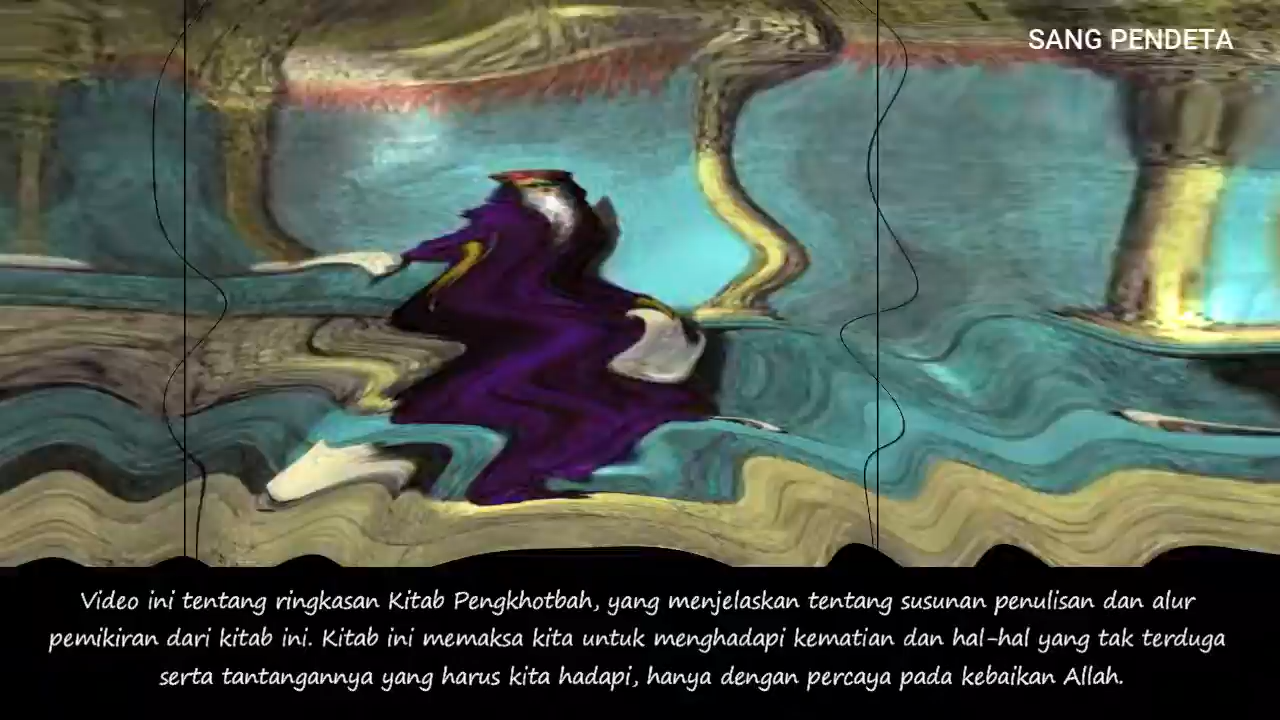 SANG PENDETA
Video ini tentang ringkasan Kitab Pengkhotbah, yang menjelaskan tentang susunan penulisan dan alur
pemikiran dari kitab ini. Kitab ini memaksa kita untuk menghadapi kematian dan hal-hal yang tak terduga
serta tantangannya yang harus kita hadapi, hanya dengan percaya pada kebaikan Allah.